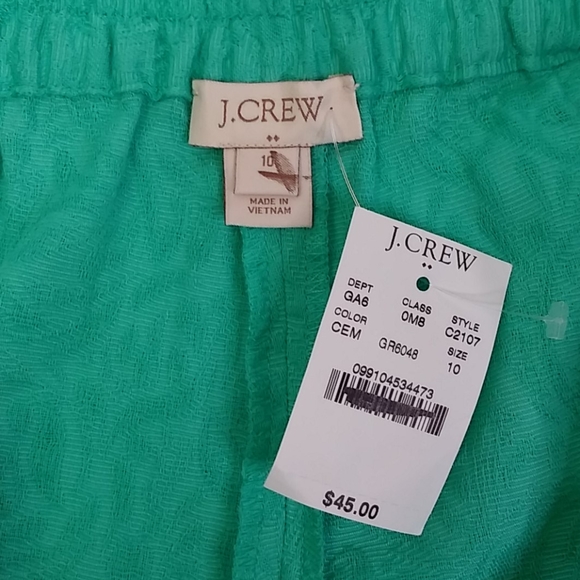 J.CREW
10
MADE IN
VIETNAM
J.CREW
DEPT CLASS STYLE
GA6 0M8 C2107
COLOR SIZE
CEM GR6048 10
099104534473
$45.00